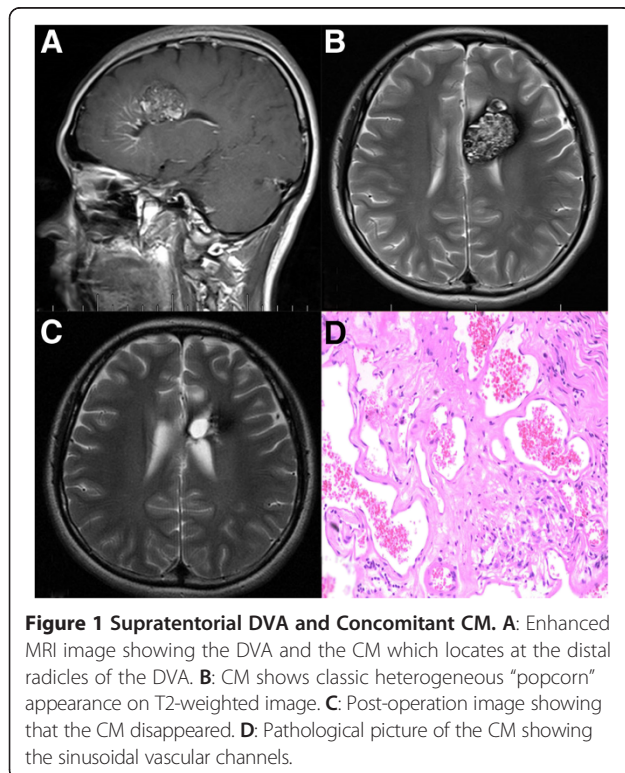 A
B
C
D
Figure 1 Supratentorial DVA and Concomitant CM. A: Enhanced
MRI image showing the DVA and the CM which locates at the distal
radicles of the DVA. B: CM shows classic heterogeneous “popcorn”
appearance on T2-weighted image. C: Post-operation image showing
that the CM disappeared. D: Pathological picture of the CM showing
the sinusoidal vascular channels.